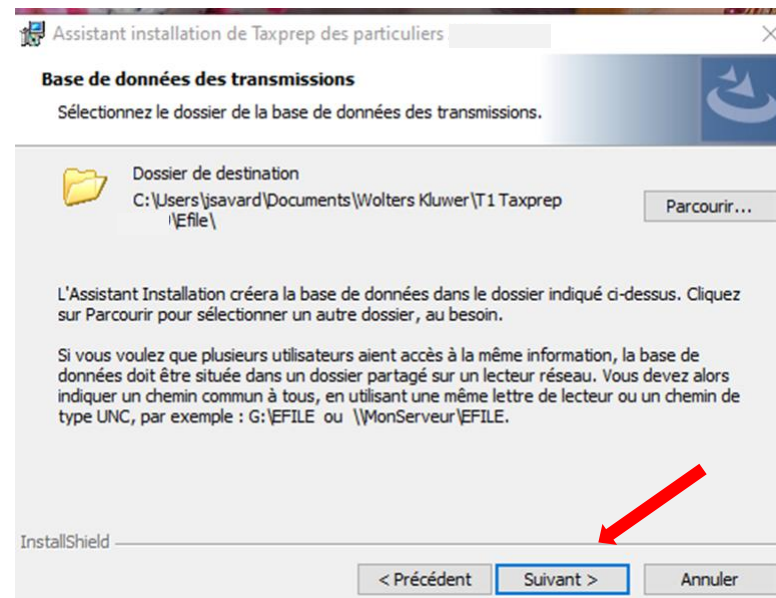 Assistant installation de Taxprep des particuliers
Base de données des transmissions
Sélectionnez le dossier de la base de données des transmissions.
Dossier de destination
C:\Users\jsavard\Documents\Wolters Kluwer\T1 Taxprep
\Efile\
Parcourir...
L'Assistant Installation créera la base de données dans le dossier indiqué ci-dessus. Cliquez
sur Parcourir pour sélectionner un autre dossier, au besoin.
Si vous voulez que plusieurs utilisateurs aient accès à la même information, la base de
données doit être située dans un dossier partagé sur un lecteur réseau. Vous devez alors
indiquer un chemin commun à tous, en utilisant une même lettre de lecteur ou un chemin de
type UNC, par exemple : G:\EFILE ou \\MonServeur\EFILE.
InstallShield
< Précédent
Suivant >
Annuler